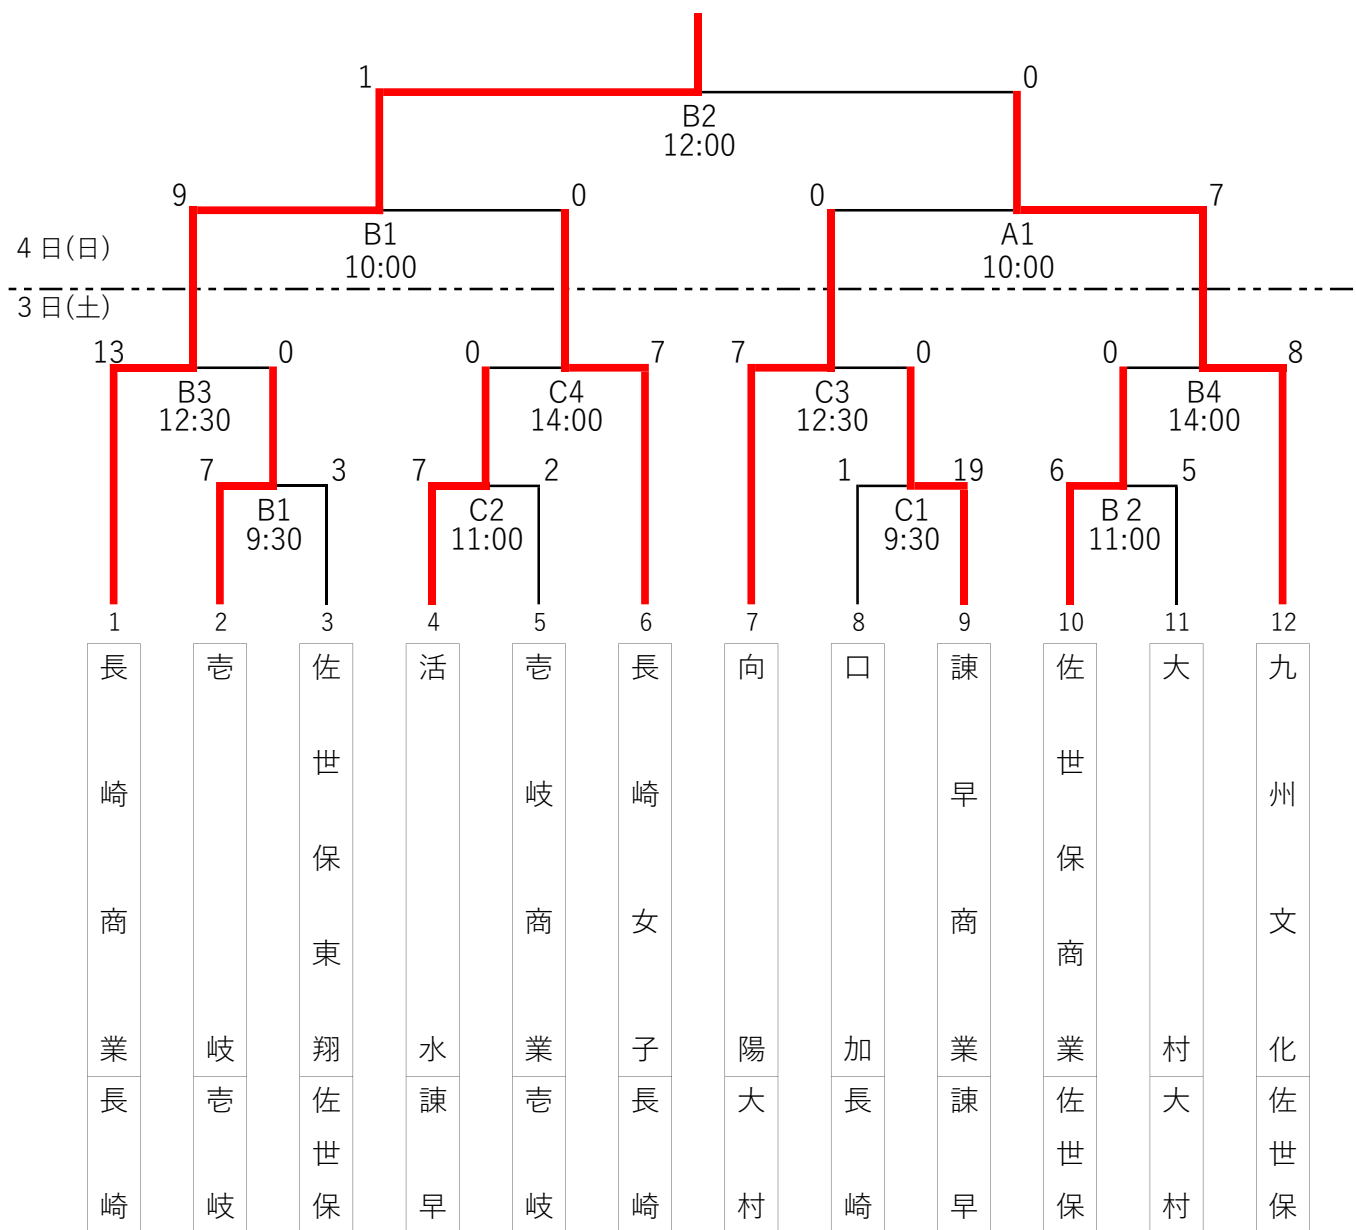 1 0
B2
12:00
9 0 0 7
4日(日)
B1 A1
10:00 10:00
3日(土)
13 0 0 7 7 0 0 8
B3 C4 C3 B4
12:30 14:00 12:30 14:00
7 3 7 2 1 19 6 5
B1 C2 C1 B2
9:30 11:00 9:30 11:00
1 2 3 4 5 6 7 8 9 10 11 12
長崎商業
長崎
壱岐
壱岐
佐世保東翔
佐世保
活水
諫早
壱岐商業
壱岐
長崎女子
長崎
向陽
大村
口加
長崎
諫早商業
諫早
佐世保商業
佐世保
大村
大村
九州文化
佐世保